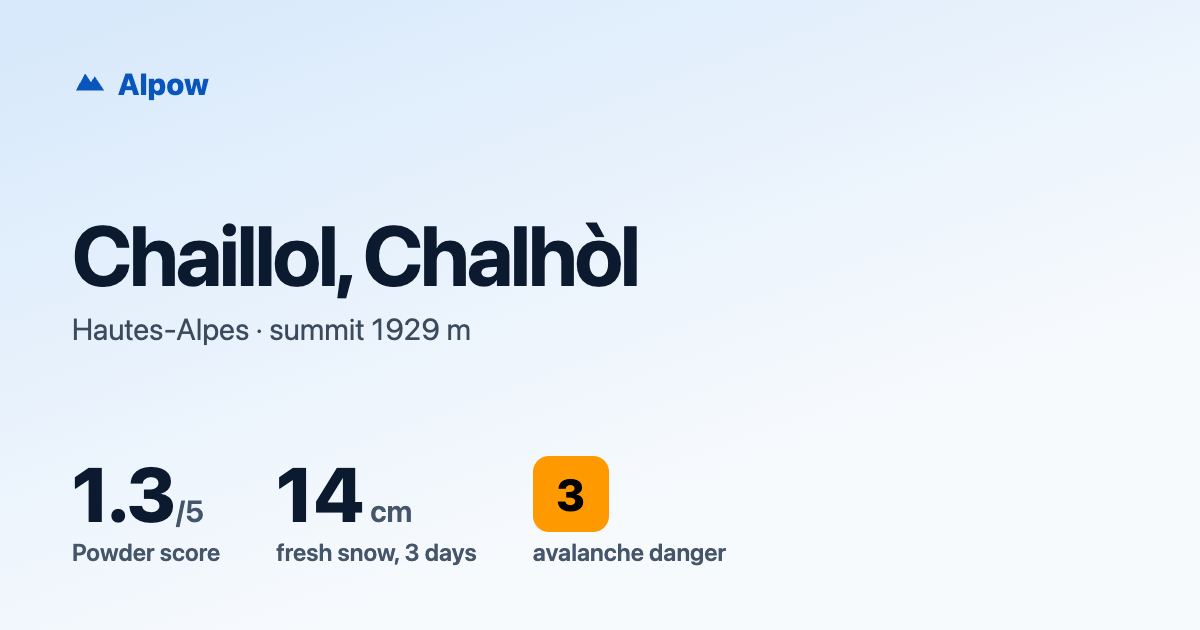 Alpow
Chaillol, Chalhòl
Hautes-Alpes · summit 1929 m
1.3/5
Powder score
14 cm
fresh snow, 3 days
3
avalanche danger